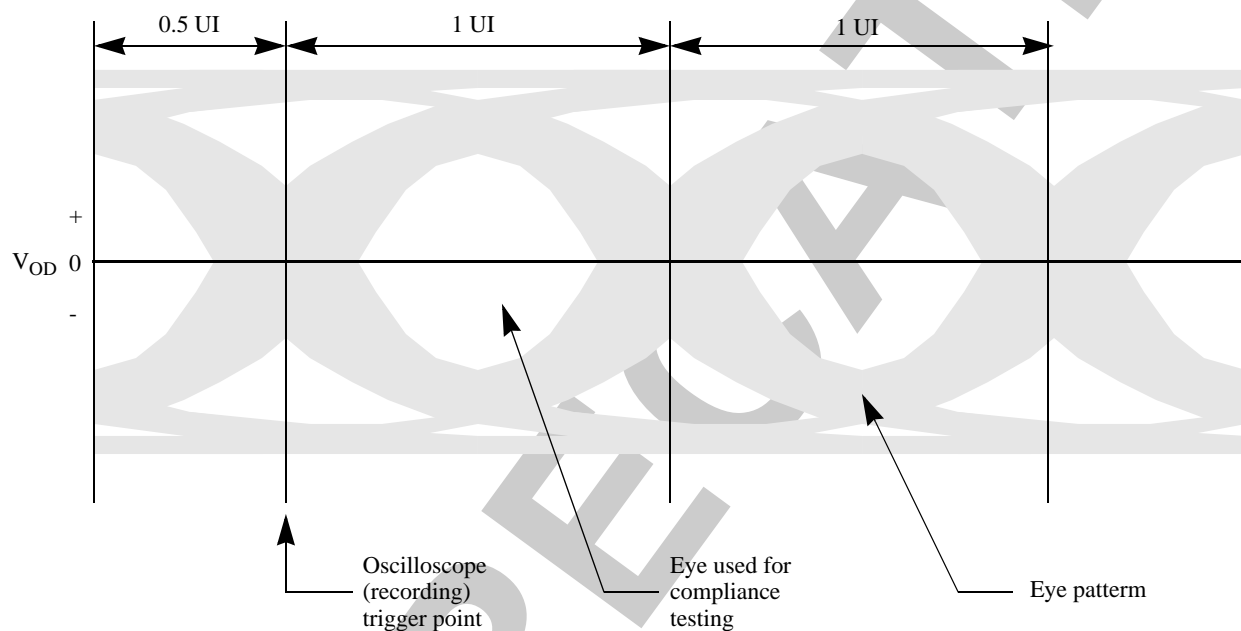 0.5 UI
1 UI
1 UI
+
VOD 0
-
Oscilloscope
(recording)
trigger point
Eye used for
compliance
testing
Eye patterm